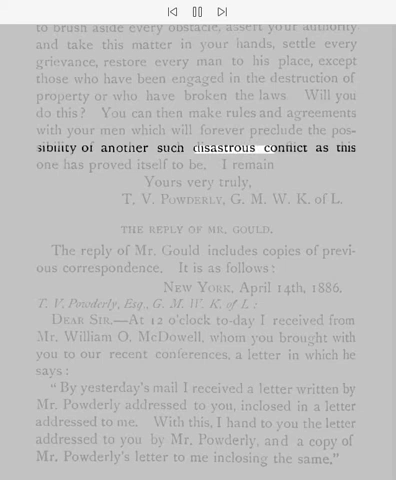 to brush aside every obstacle, assert your authority
and take this matter in your hands, settle every
grievance, restore every man to his place, except
those who have been engaged in the destruction of
property or who have broken the laws Will you
do this? You can then make rules and agreements
with your men which will forever preclude the pos-
sibility of another such disastrous conflict as this
one has proved itself to be. I remain
Yours very truly,
T. V. POWDERLY, G. M. W. K. of L.
THE REPLY OF MR. GOULD.
The reply of Mr. Gould includes copies of previ-
ous correspondence. It is as follows:
NEW YORK, April 14th, 1886.
T. V. Powderly, Esq., G. M. W. K. of L :
DEAR SIR.—At 12 o'clock to-day I received from
Mr. William O. McDowell, whom you brought with
you to our recent conferences, a letter in which he
says:
"By yesterday's mail I received a letter written by
Mr. Powderly addressed to you, inclosed in a letter
addressed to me. With this, I hand to you the letter
addressed to you by Mr. Powderly, and a copy of
Mr. Powderly's letter to me inclosing the same."